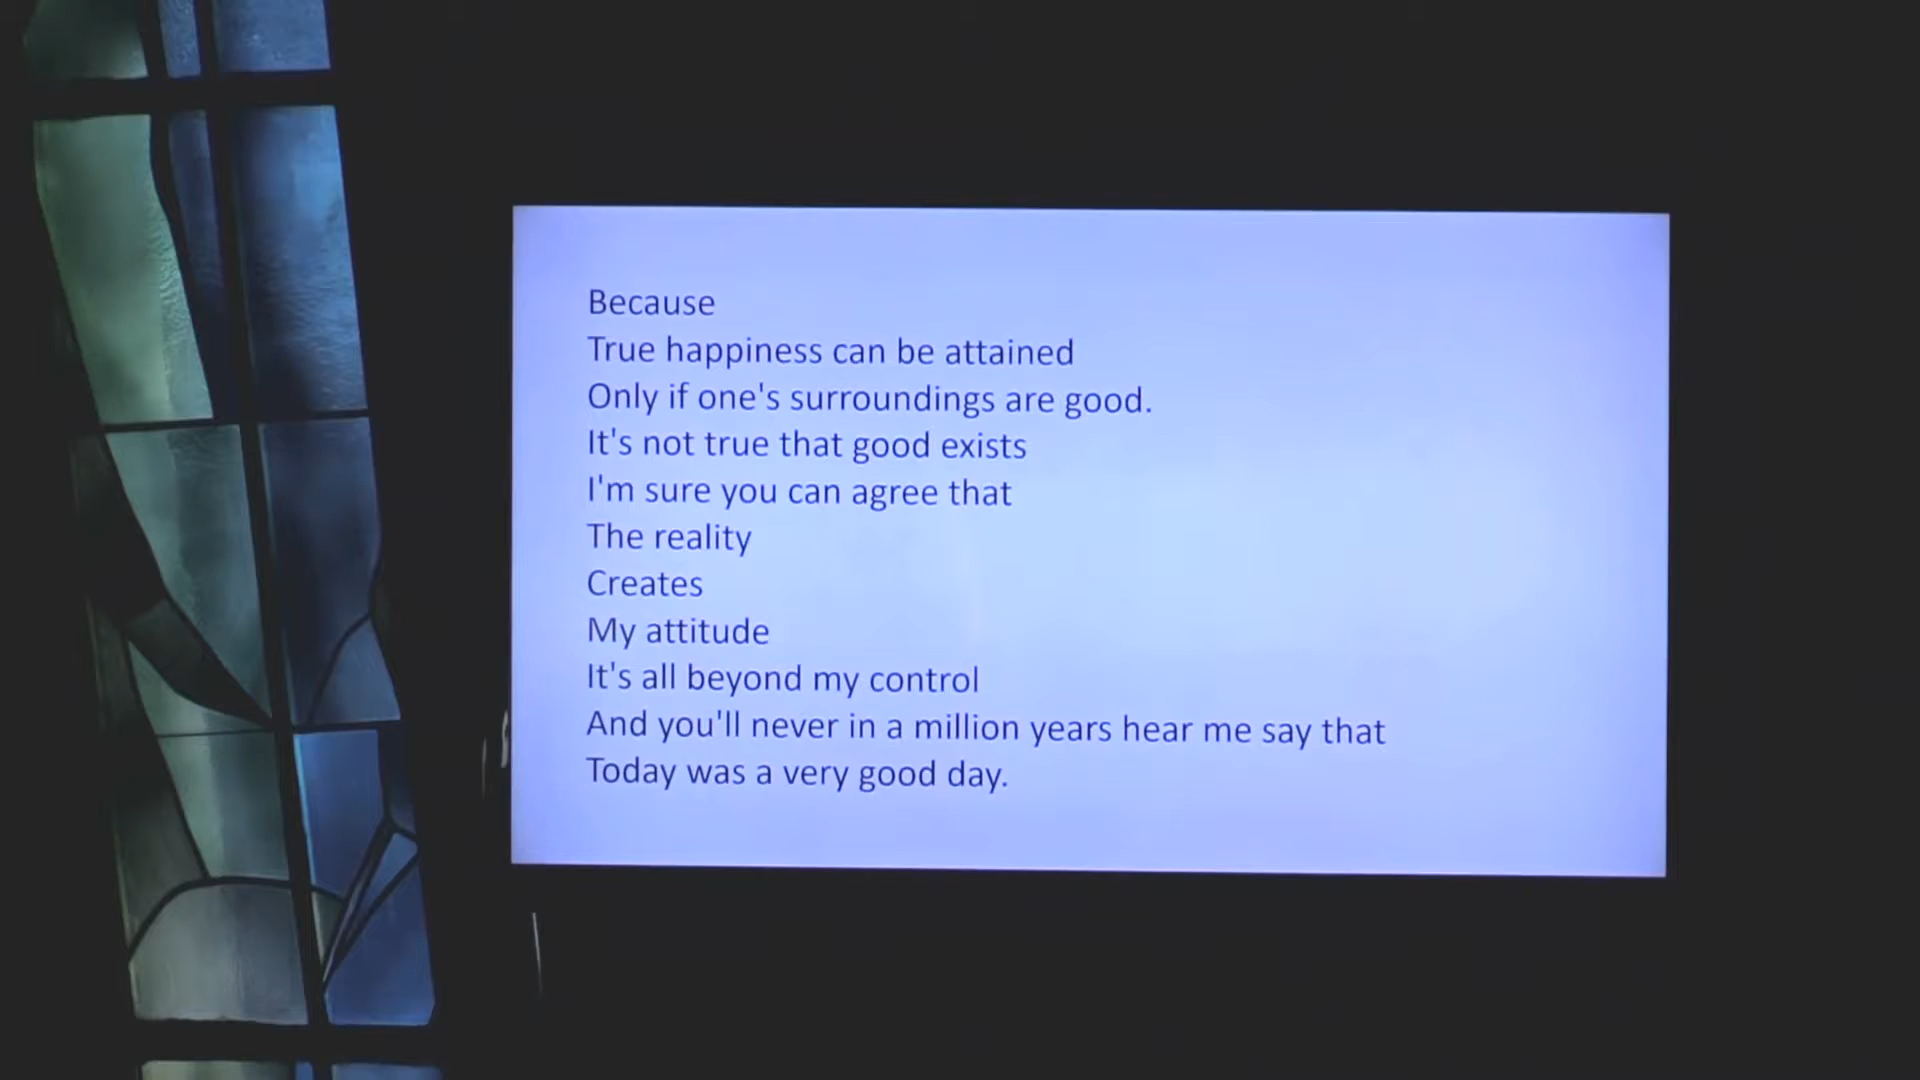 Because
True happiness can be attained
Only if one's surroundings are good.
It's not true that good exists
I'm sure you can agree that
The reality
Creates
My attitude
It's all beyond my control
And you'll never in a million years hear me say that
Today was a very good day.